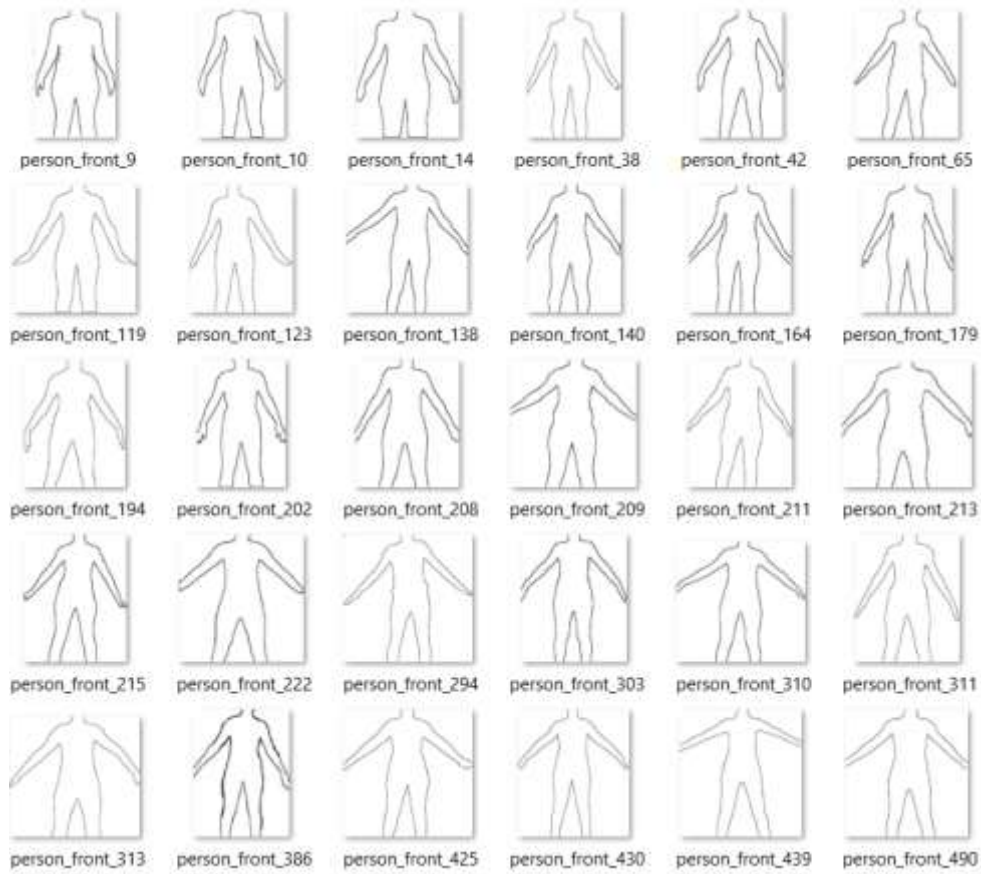 person_front_9 person_front_10 person_front_14 person_front_38 person_front_42 person_front_65
person_front_119 person_front_123 person_front_138 person_front_140 person_front_164 person_front_179
person_front_194 person_front_202 person_front_208 person_front_209 person_front_211 person_front_213
person_front_215 person_front_222 person_front_294 person_front_303 person_front_310 person_front_311
person_front_313 person_front_386 person_front_425 person_front_430 person_front_439 person_front_490